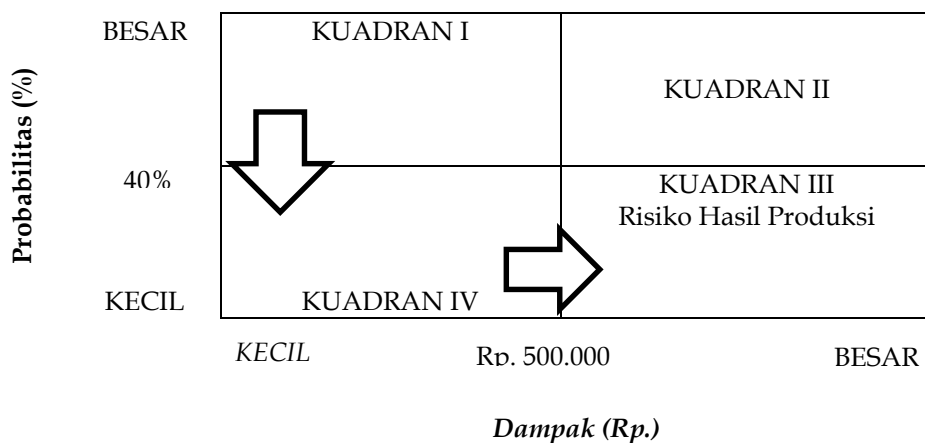 BESAR
KUADRAN I
KUADRAN II
Probabilitas (%)
40%
KUADRAN III
Risiko Hasil Produksi
KECIL
KUADRAN IV
KECIL
Rp. 500.000
BESAR
Dampak (Rp.)